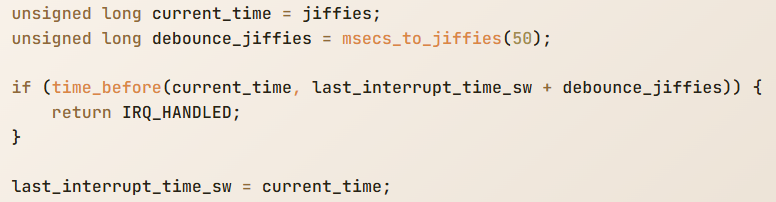 unsigned long current_time = jiffies;
unsigned long debounce_jiffies = msecs_to_jiffies(50);
if (time_before(current_time, last_interrupt_time_sw + debounce_jiffies)) {
    return IRQ_HANDLED;
}
last_interrupt_time_sw = current_time;